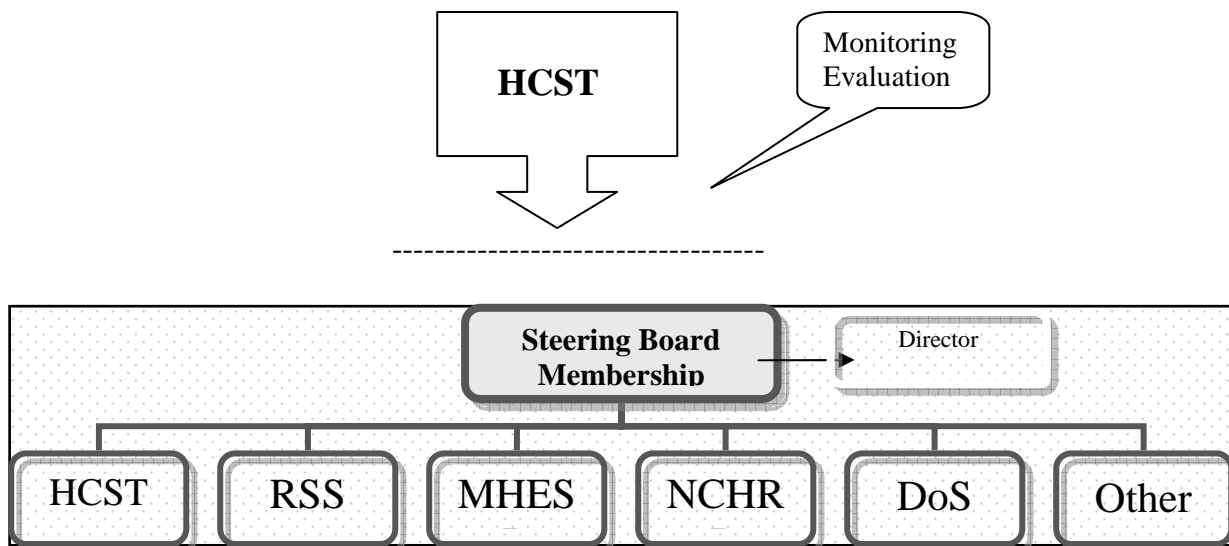 HCST
Monitoring
Evaluation
Steering Board
Membership
Director
HCST
RSS
MHES
NCHR
DoS
Other